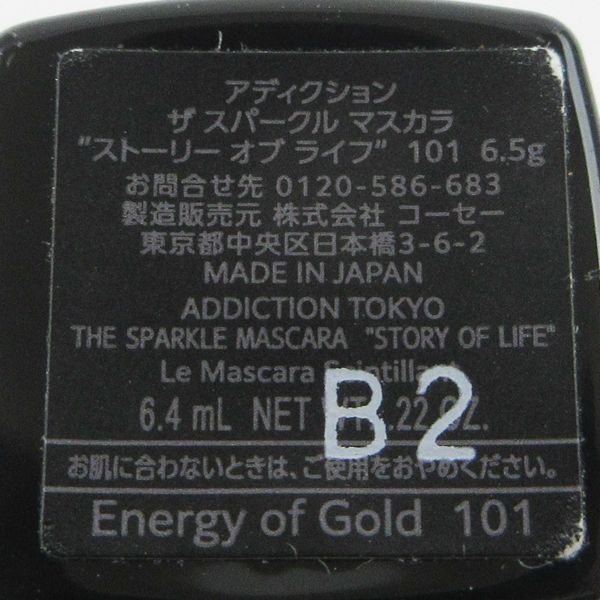 アディクション
ザ スパークル マスカラ
"ストーリー オブ ライフ" 101 6.5g
お問合せ先 0120-586-683
製造販売元 株式会社 コーセー
東京都中央区日本橋3-6-2
MADE IN JAPAN
ADDICTION TOKYO
THE SPARKLE MASCARA "STORY OF LIFE"
Le Mascara Scintillant
6.4 mL NET WT. .22 OZ.
B2
お肌に合わないときは、ご使用をおやめください。
Energy of Gold 101